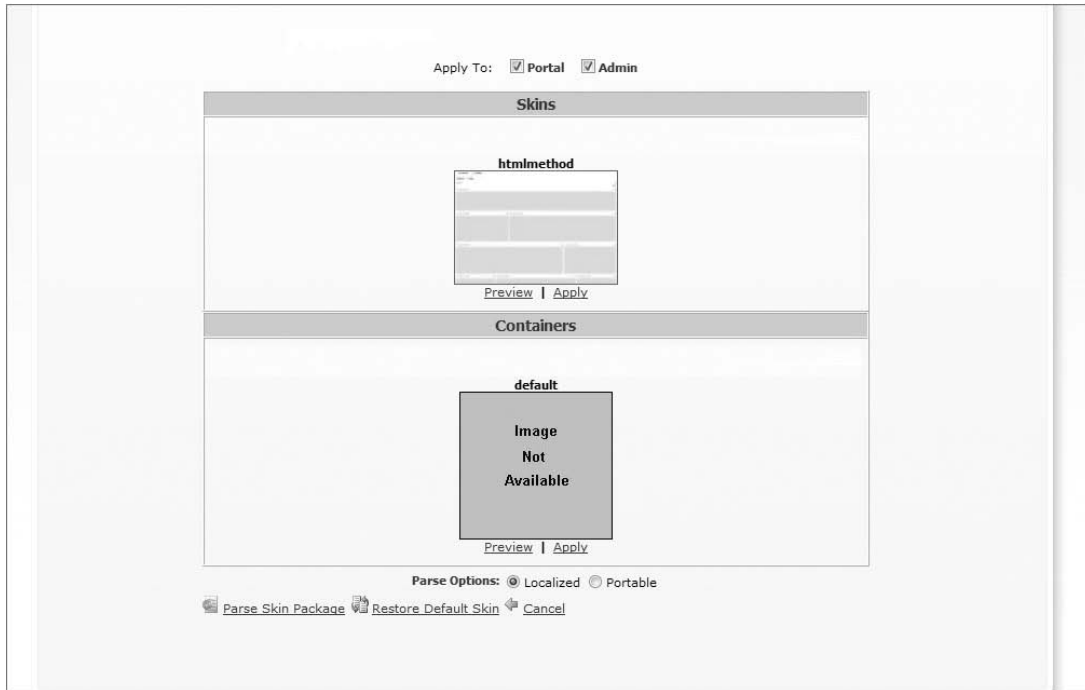 Apply To: Portal Admin
Skins
htmlmethod
Preview | Apply
Containers
default
Image
Not
Available
Preview | Apply
Parse Options: Localized Portable
Parse Skin Package Restore Default Skin Cancel